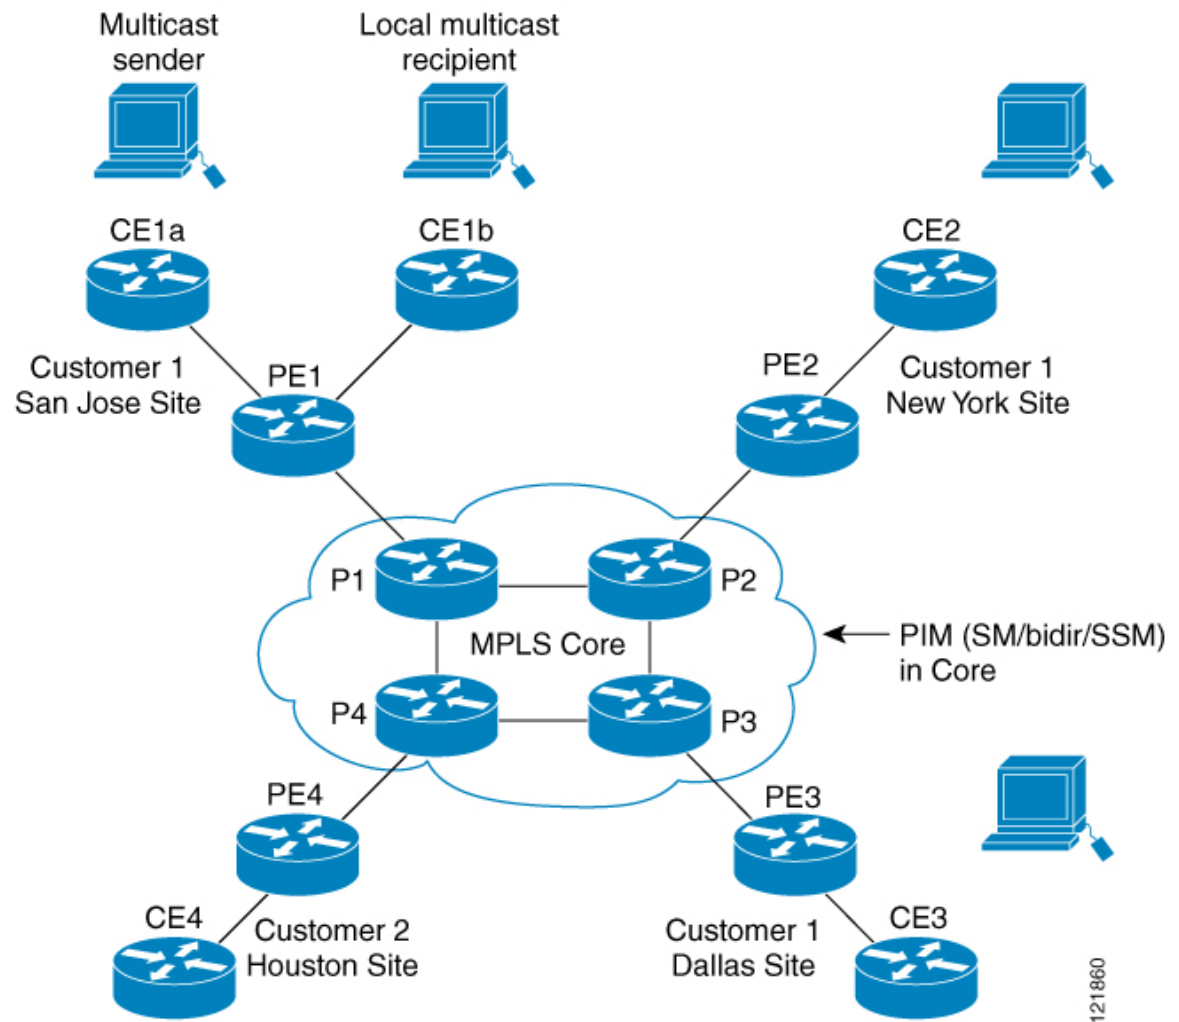 Multicast
sender
Local multicast
recipient
CE1a
CE1b
CE2
Customer 1
San Jose Site
PE1
PE2
Customer 1
New York Site
P1
P2
MPLS Core
PIM (SM/bidir/SSM)
in Core
P4
P3
PE4
PE3
CE4
Customer 2
Houston Site
Customer 1
Dallas Site
CE3
121860